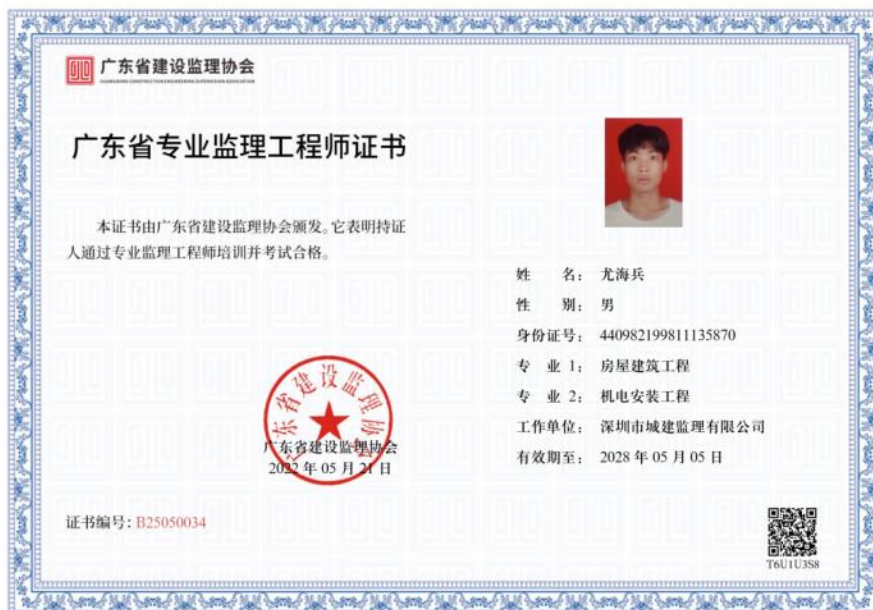 广东省建设监理协会
GUANGDONG CONSTRUCTION ENGINEERING SUPERVISION ASSOCIATION
广东省专业监理工程师证书
本证书由广东省建设监理协会颁发。它表明持证
人通过专业监理工程师培训并考试合格。
姓 名: 尤海兵
性 别: 男
身份证号: 440982199811135870
专 业 1: 房屋建筑工程
专 业 2: 机电安装工程
工作单位: 深圳市城建监理有限公司
有效期至: 2028 年 05 月 05 日
广东省建设监理协会
广东省建设监理协会
2022 年 05 月 21 日
证书编号: B25050034
T6U1U3S8